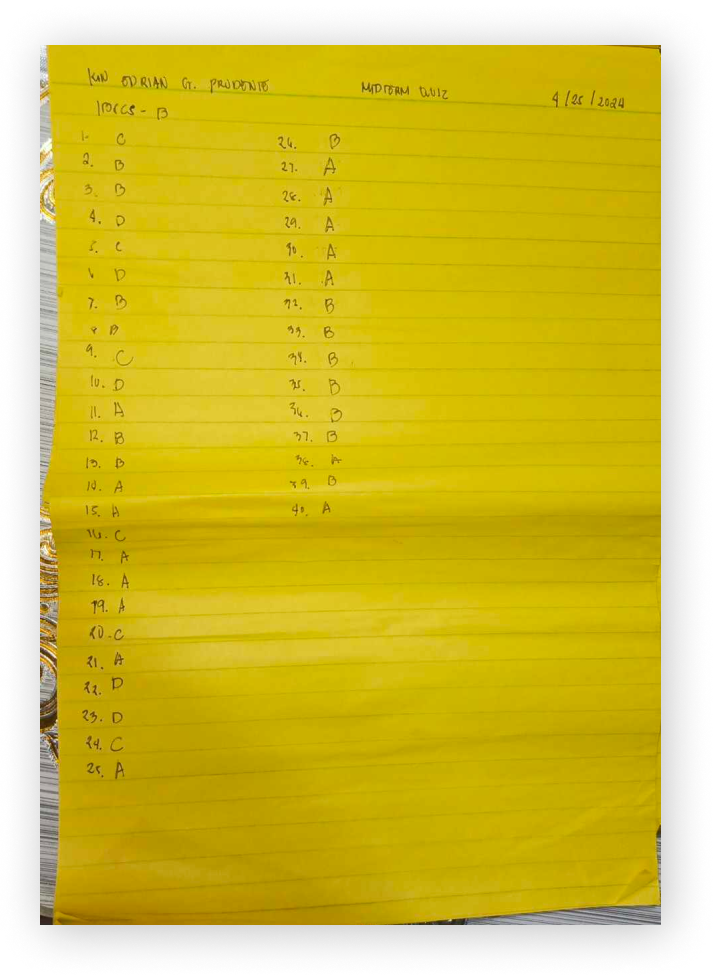 KIN EDRIAN G. PRUDENTE MIDTERM QUIZ 4/25/2024
1. C
2. B
3. B
4. D
5. C
6 D
7. B
8 B
9. C
10. D
11. A
12. B
13. B
14. A
15. A
16. C
17. A
18. A
19. A
20. C
21. A
22. D
23. D
24. C
25. A
26. B
27. A
28. A
29. A
30. A
31. A
32. B
33. B
34. B
35. B
36. B
37. B
38. A
39. B
40. A